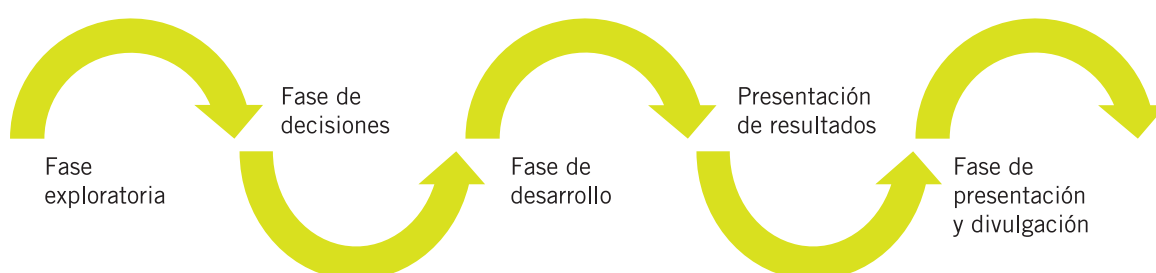 Fase
exploratoria
Fase de
decisiones
Fase de
desarrollo
Presentación
de resultados
Fase de
presentación
y divulgación